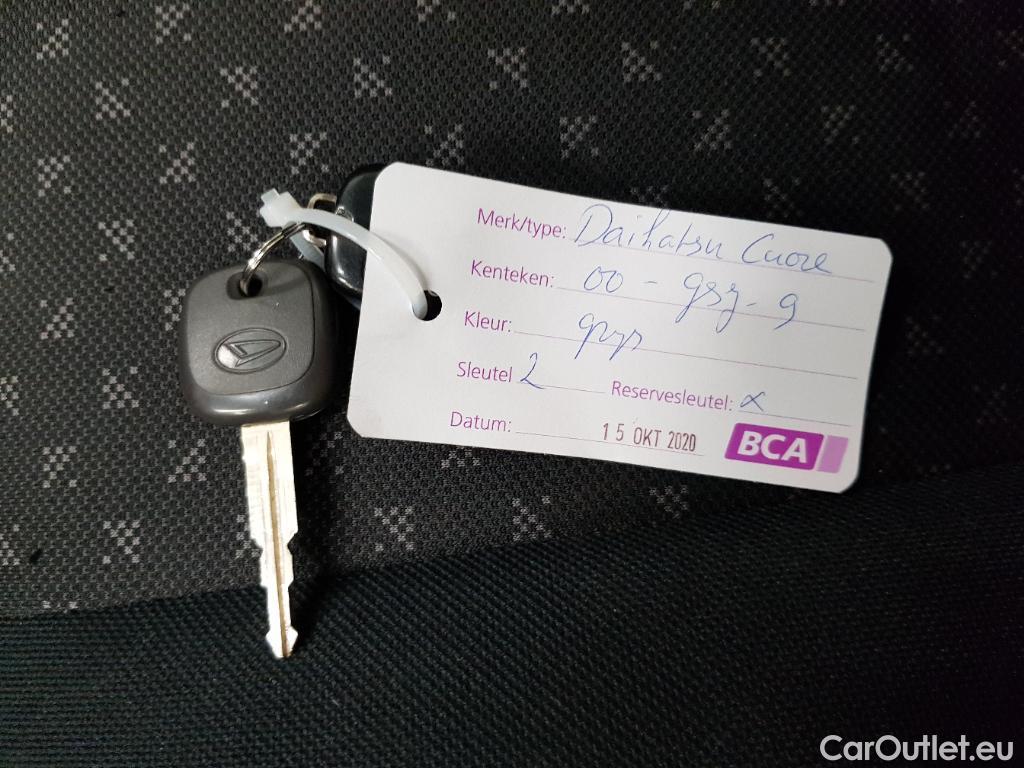 Merk/type: Daihatsu Cuore
Kenteken: 00 - gsz - 9
Kleur: grijs
Sleutel 2 Reservesleutel: x
Datum: 15 OKT 2020 BCA
CarOutlet.eu